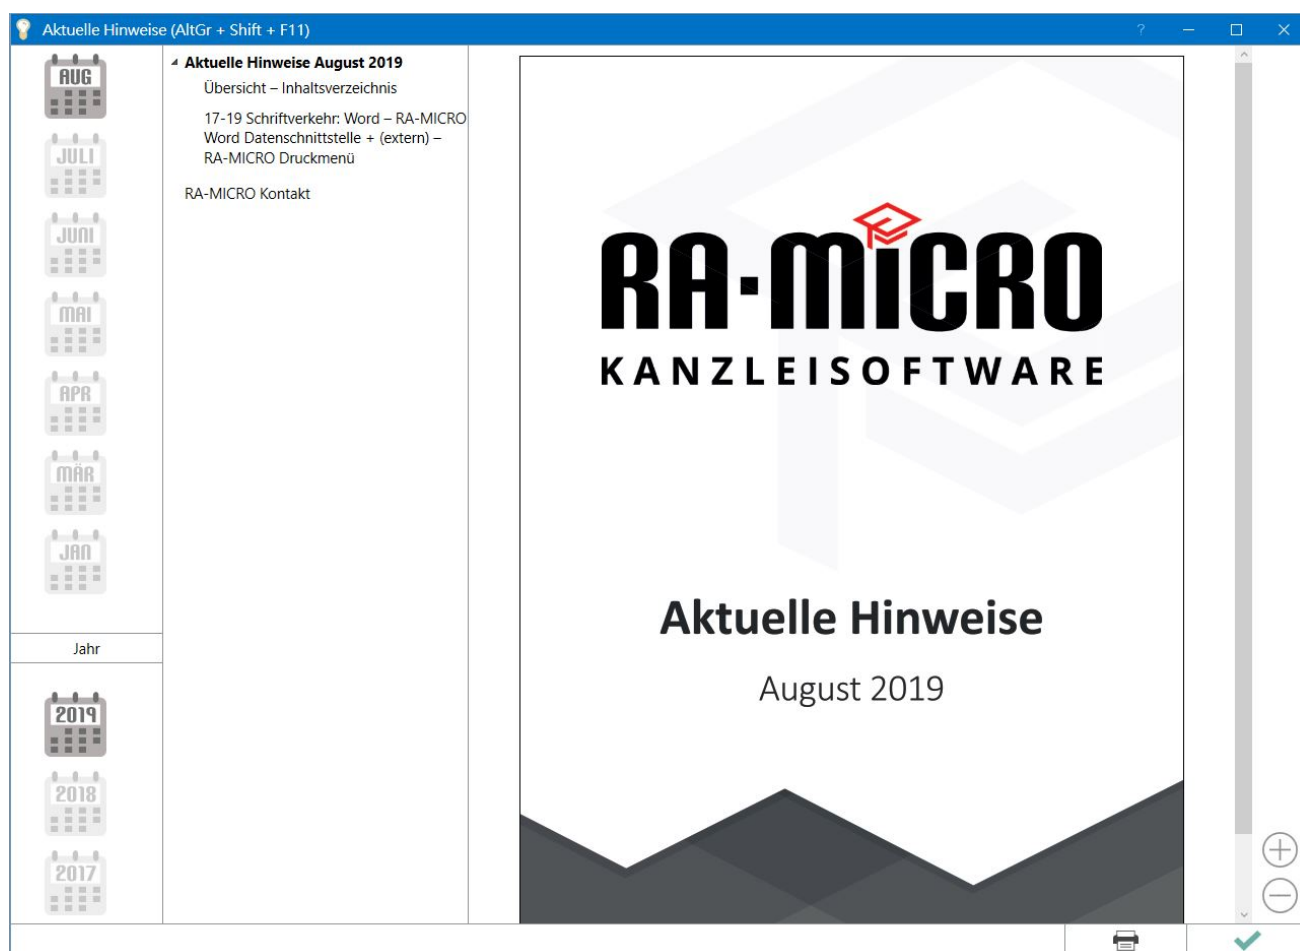 Aktuelle Hinweise (AltGr + Shift + F11)
?
AUG
JULI
JUNI
MAI
APR
MÄR
JAN
Jahr
2019
2018
2017
Aktuelle Hinweise August 2019
Übersicht – Inhaltsverzeichnis
17-19 Schriftverkehr: Word – RA-MICRO
Word Datenschnittstelle + (extern) –
RA-MICRO Druckmenü
RA-MICRO Kontakt
RA·MiCRO
KANZLEISOFTWARE
Aktuelle Hinweise
August 2019